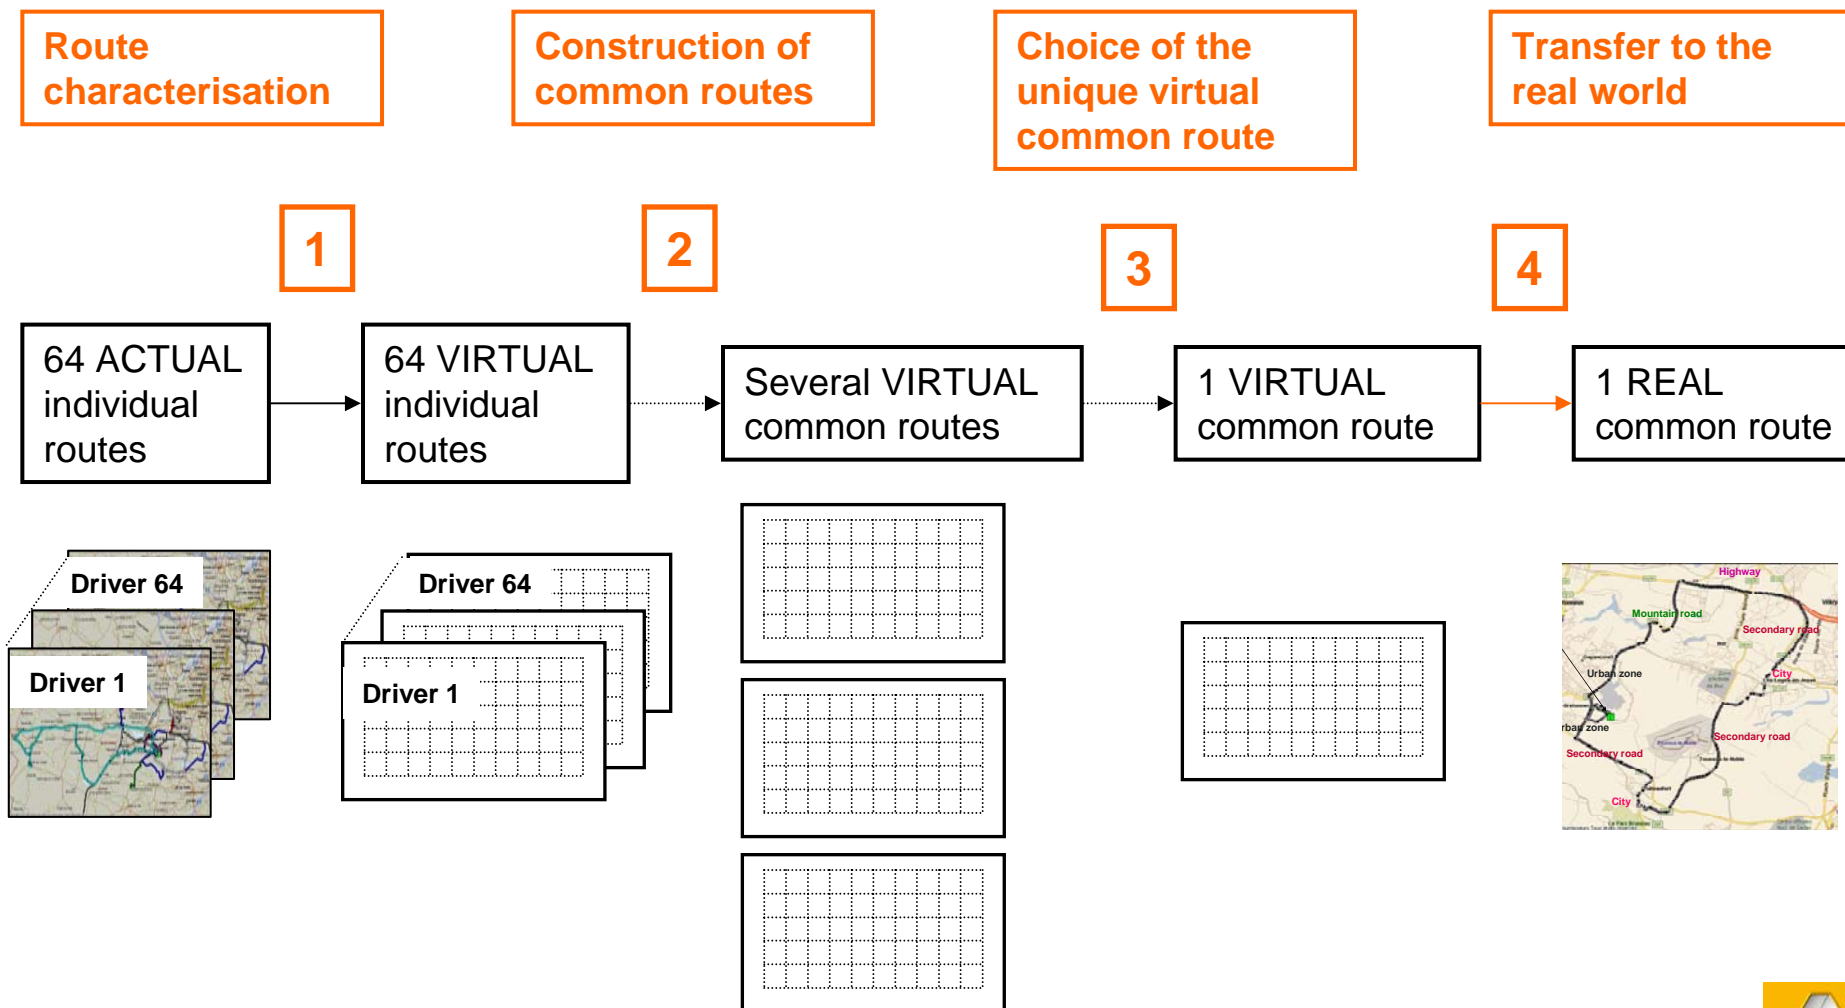 Route
characterisation
Construction of
common routes
Choice of the
unique virtual
common route
Transfer to the
real world
1
2
3
4
64 ACTUAL
individual
routes
64 VIRTUAL
individual
routes
Several VIRTUAL
common routes
1 VIRTUAL
common route
1 REAL
common route
Driver 64
Driver 1
Driver 64
Driver 1
Highway
Mountain road
Secondary road
City
Urban zone
rban zone
Secondary road
Secondary road
City